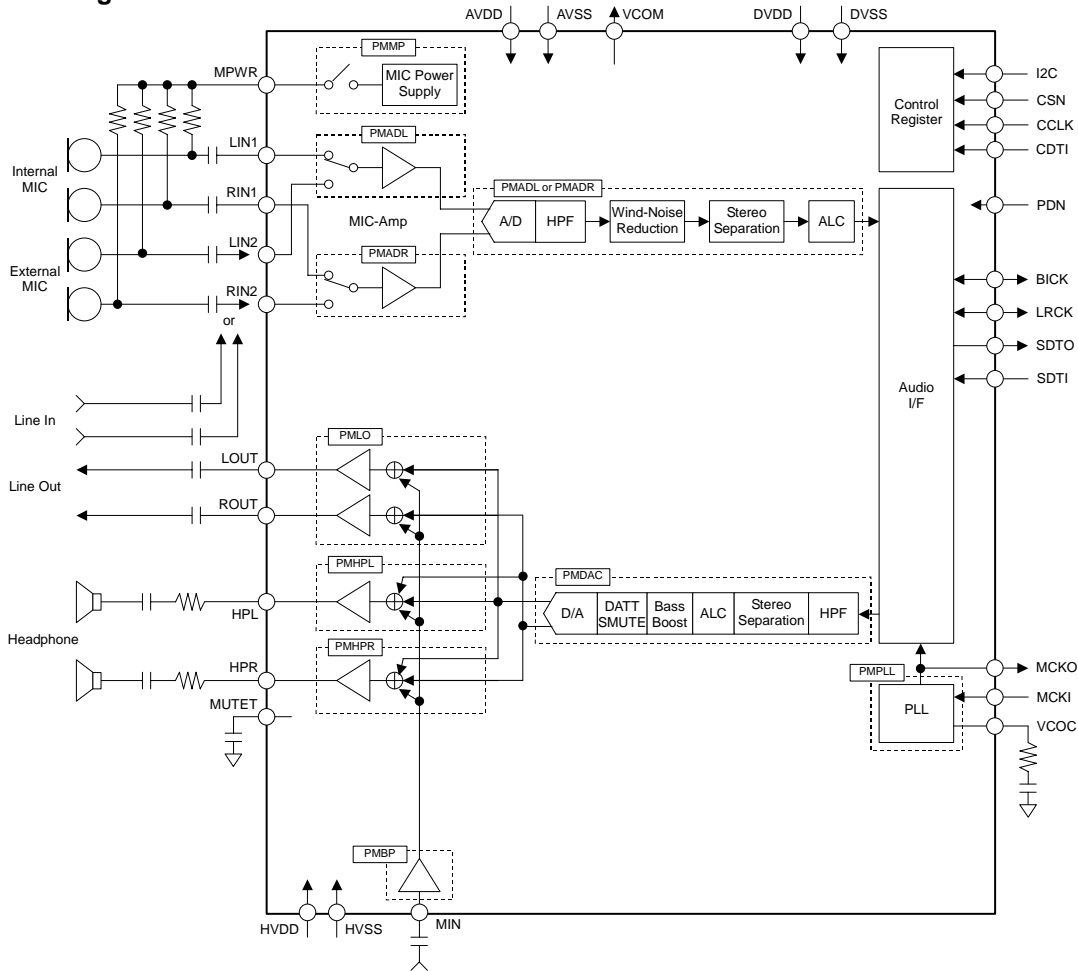 AVDD
AVSS
VCOM
DVDD
DVSS
PMMP
MPWR
MIC Power
Supply
Control
Register
I2C
CSN
CCLK
CDTI
PMADL
LIN1
Internal
MIC
RIN1
MIC-Amp
PMADL or PMADR
A/D
HPF
Wind-Noise
Reduction
Stereo
Separation
ALC
PDN
LIN2
External
MIC
PMADR
RIN2
or
BICK
LRCK
SDTO
SDTI
Audio
I/F
Line In
PMLO
LOUT
Line Out
ROUT
PMHPL
HPL
Headphone
PMHPR
HPR
MUTET
PMDAC
D/A
DATT
SMUTE
Bass
Boost
ALC
Stereo
Separation
HPF
PMPLL
PLL
MCKO
MCKI
VCOC
PMBP
HVDD
HVSS
MIN